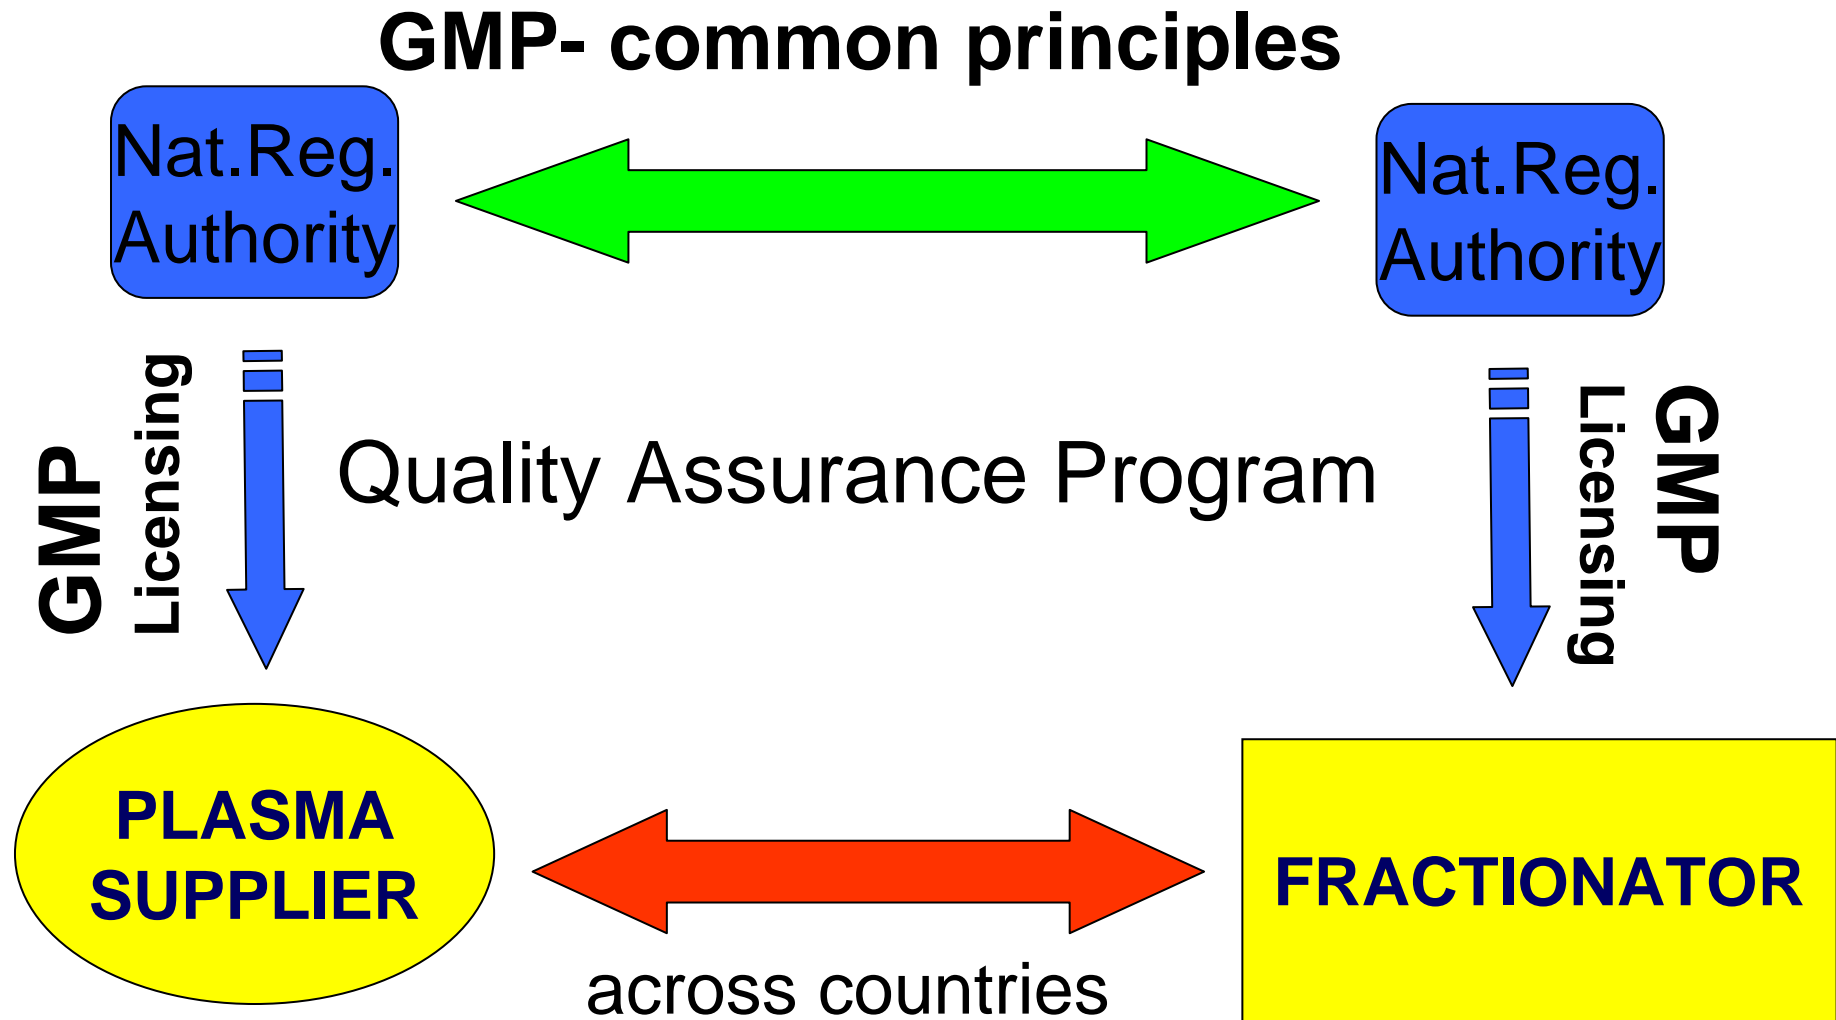 GMP- common principles
Nat.Reg.
Authority
Nat.Reg.
Authority
GMP
Licensing
Quality Assurance Program
Licensing
GMP
PLASMA
SUPPLIER
FRACTIONATOR
across countries